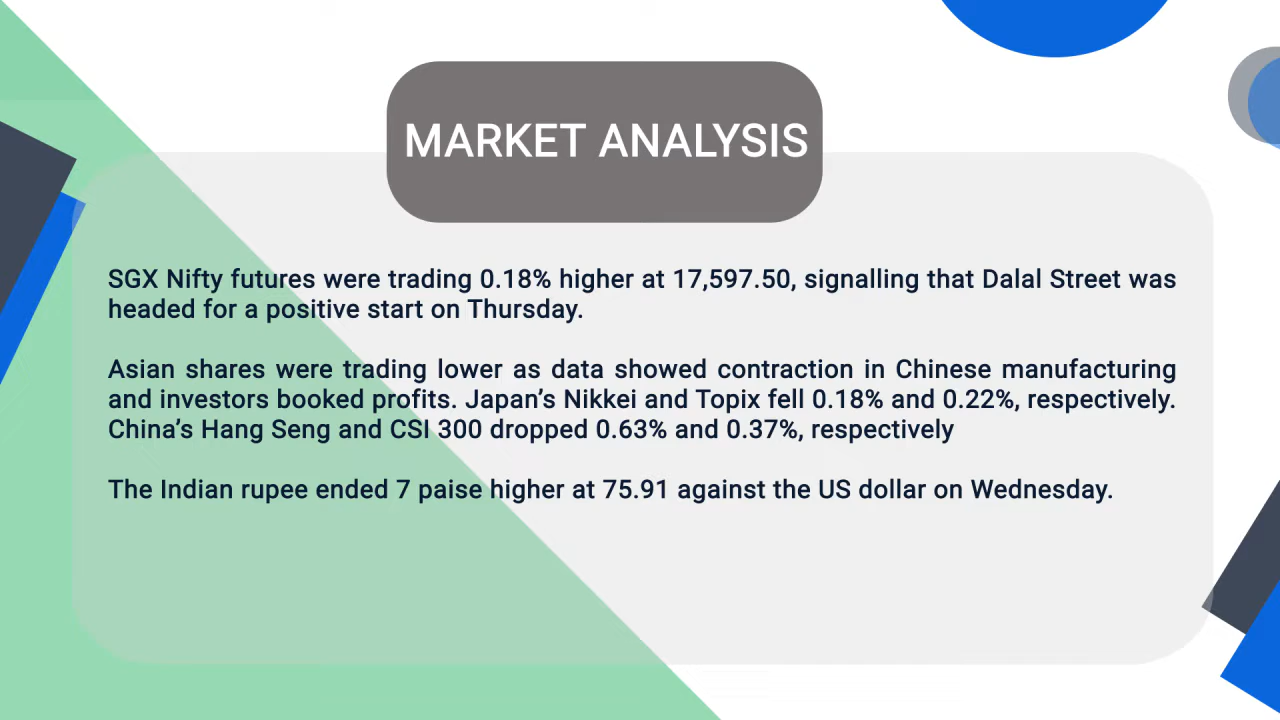 MARKET ANALYSIS
SGX Nifty futures were trading 0.18% higher at 17,597.50, signalling that Dalal Street was
headed for a positive start on Thursday.
Asian shares were trading lower as data showed contraction in Chinese manufacturing
and investors booked profits. Japan’s Nikkei and Topix fell 0.18% and 0.22%, respectively.
China’s Hang Seng and CSI 300 dropped 0.63% and 0.37%, respectively
The Indian rupee ended 7 paise higher at 75.91 against the US dollar on Wednesday.